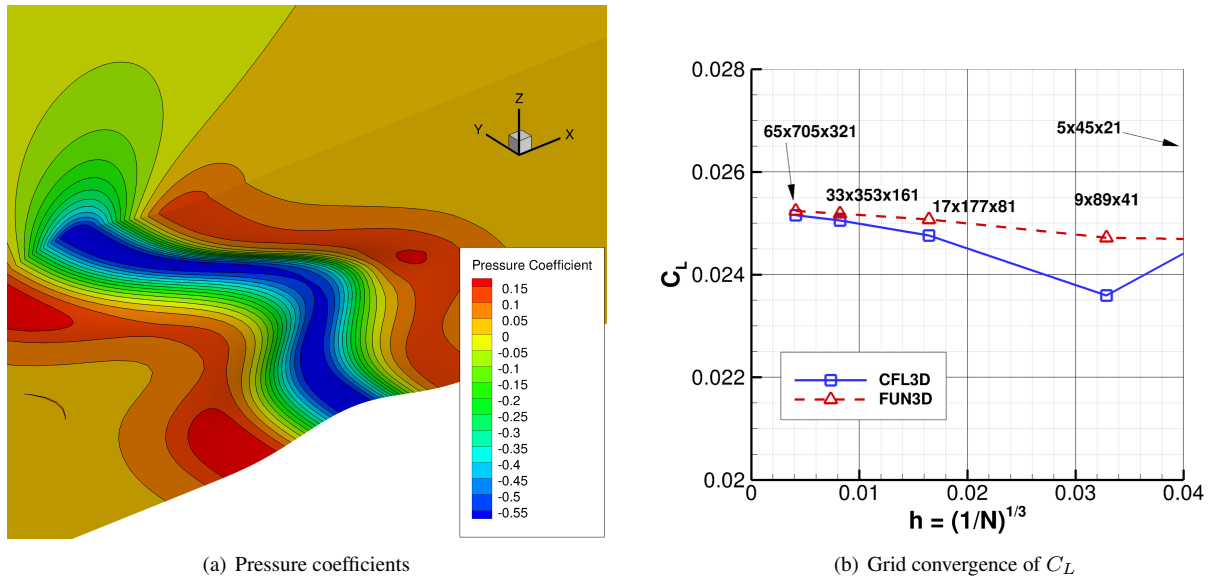 Z
Y
X
Pressure Coefficient
0.15
0.1
0.05
0
-0.05
-0.1
-0.15
-0.2
-0.25
-0.3
-0.35
-0.4
-0.45
-0.5
-0.55
(a) Pressure coefficients
0.028
0.026
0.024
0.022
0.02
C_L
65x705x321
33x353x161
17x177x81
9x89x41
5x45x21
CFL3D
FUN3D
0
0.01
0.02
0.03
0.04
h = (1/N)^{1/3}
(b) Grid convergence of C_L